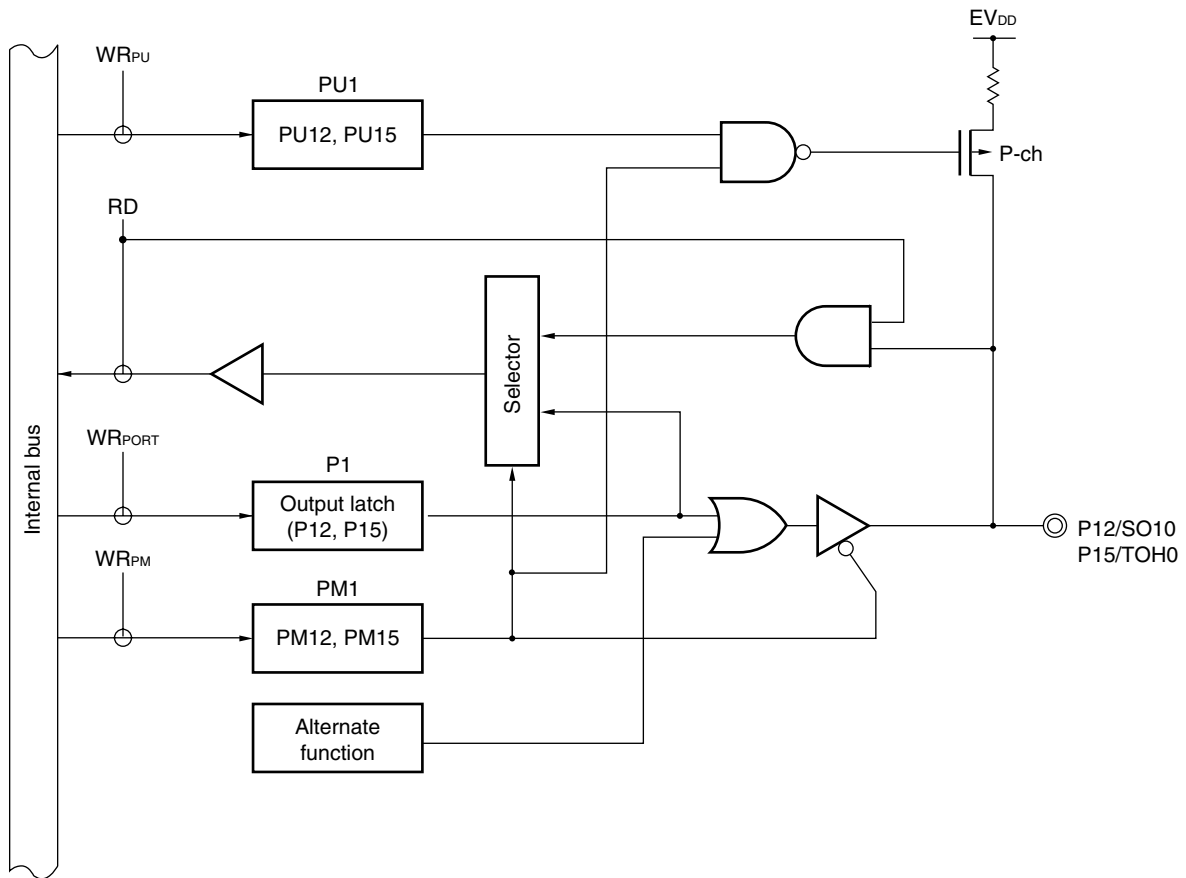 EVDD
WRPU
PU1
PU12, PU15
P-ch
RD
Selector
Internal bus
WRPORT
P1
Output latch
(P12, P15)
P12/SO10
P15/TOH0
WRPM
PM1
PM12, PM15
Alternate
function